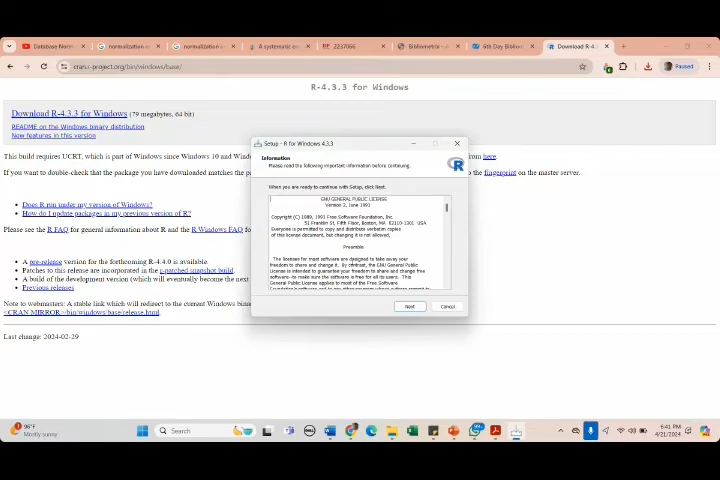 Database Norm
normalization
normalization
A systematic
2237066
Bibliometrix
6th Day Bibliom
Download R-4.3
cran.r-project.org/bin/windows/base/
Paused
R-4.3.3 for Windows
Download R-4.3.3 for Windows (79 megabytes, 64 bit)
README on the Windows binary distribution
New features in this version
This build requires UCRT, which is part of Windows since Windows 10 and
from here.
If you want to double-check that the package you have downloaded matches the
the fingerprint on the master server.
Does R run under my version of Windows?
How do I update packages in my previous version of R?
Please see the R FAQ for general information about R and the R Windows FAQ
A pre-release version for the forthcoming R-4.4.0 is available.
Patches to this release are incorporated in the r-patched snapshot build.
A build of the development version (which will eventually become the next
Previous releases
Note to webmasters: A stable link which will redirect to the current Windows
<CRAN MIRROR>/bin/windows/base/release.html.
Last change: 2024-02-29
Setup - R for Windows 4.3.3
Information
Please read the following important information before continuing.
When you are ready to continue with Setup, click Next.
GNU GENERAL PUBLIC LICENSE
Version 2, June 1991
Copyright (C) 1989, 1991 Free Software Foundation, Inc.
51 Franklin St, Fifth Floor, Boston, MA 02110-1301 USA
Everyone is permitted to copy and distribute verbatim copies
of this license document, but changing it is not allowed.
Preamble
The licenses for most software are designed to take away your
freedom to share and change it. By contrast, the GNU General Public
License is intended to guarantee your freedom to share and change free
software--to make sure the software is free for all its users. This
General Public License applies to most of the Free Software
Next
Cancel
96°F
Mostly sunny
Search
6:41 PM
4/21/2024